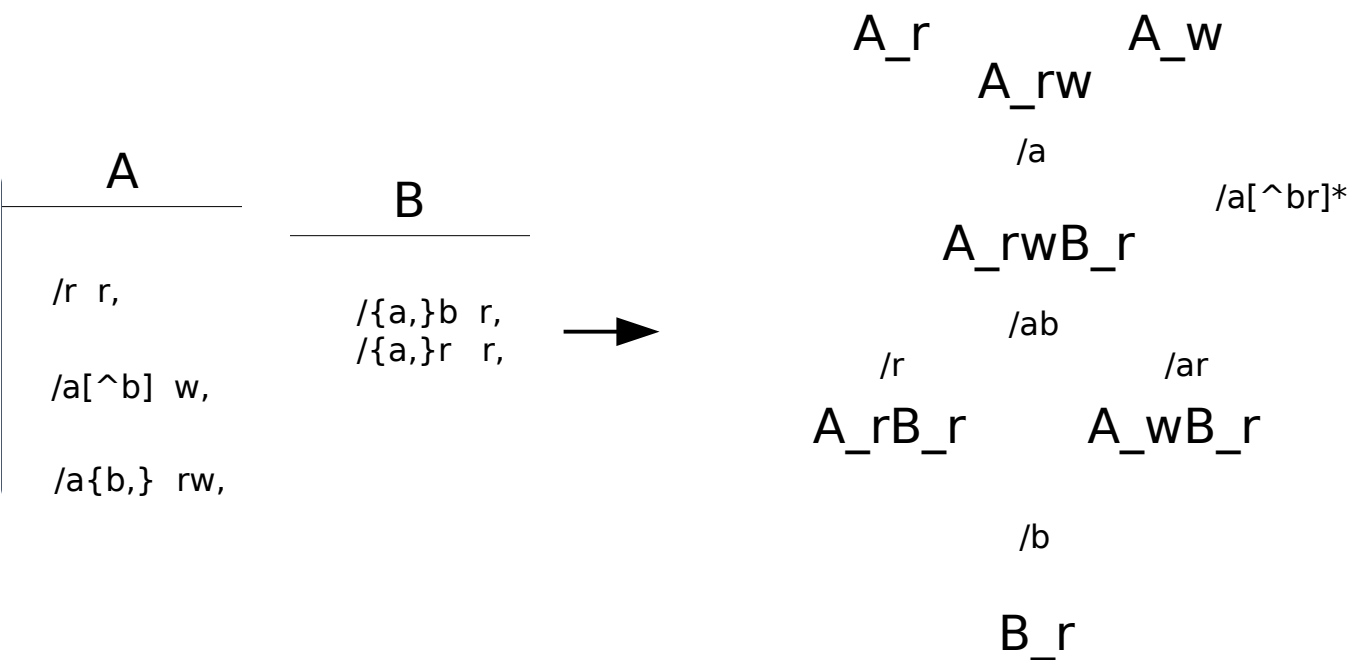 A
/r r,
/a[^b] w,
/a{b,} rw,
B
/{a,}b r,
/{a,}r r,
A_r A_w
A_rw
/a
/a[^br]*
A_rwB_r
/ab
/r /ar
A_rB_r A_wB_r
/b
B_r